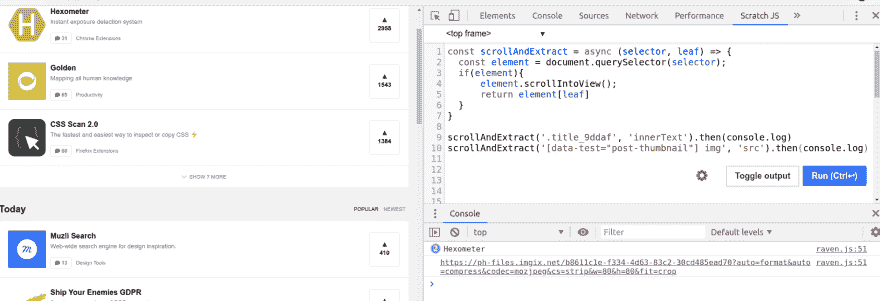 Hexometer
Instant exposure detection system
31 Chrome Extensions
2958
Golden
Mapping all human knowledge
65 Productivity
1543
CSS Scan 2.0
The fastest and easiest way to inspect or copy CSS
60 Firefox Extensions
1384
SHOW 7 MORE
Today
POPULAR NEWEST
Muzli Search
Web-wide search engine for design inspiration.
13 Design Tools
410
Ship Your Enemies GDPR
Elements Console Sources Network Performance Scratch JS
<top frame>
1 const scrollAndExtract = async (selector, leaf) => {
2 const element = document.querySelector(selector);
3 if(element){
4 element.scrollIntoView();
5 return element[leaf]
6 }
7 }
8
9 scrollAndExtract('.title_9ddaf', 'innerText').then(console.log)
10 scrollAndExtract('[data-test="post-thumbnail"] img', 'src').then(console.log)
11
12
13
14
15
Toggle output
Run (Ctrl↩)
Console
top
Filter
Default levels
2 Hexometer raven.js:51
https://ph-files.imgix.net/b8611c1e-f334-4d63-83c2-30cd485ead70?auto=format&auto raven.js:51
=compress&codec=mozjpeg&cs=strip&w=80&h=80&fit=crop